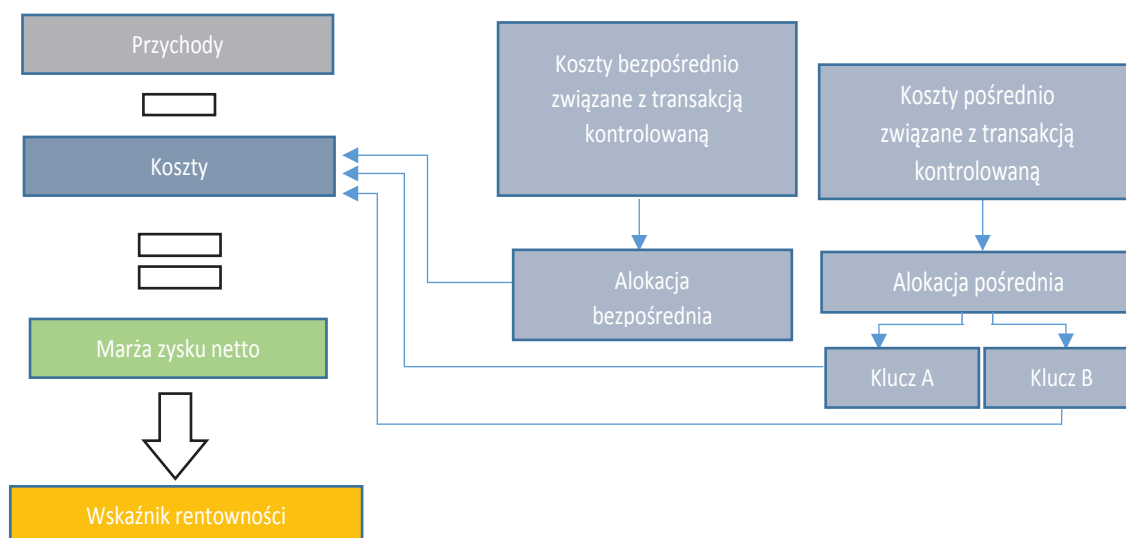 Przychody
Koszty
Marża zysku netto
Wskaźnik rentowności
Koszty bezpośrednio
związane z transakcją
kontrolowaną
Alokacja
bezpośrednia
Koszty pośrednio
związane z transakcją
kontrolowaną
Alokacja pośrednia
Klucz A
Klucz B